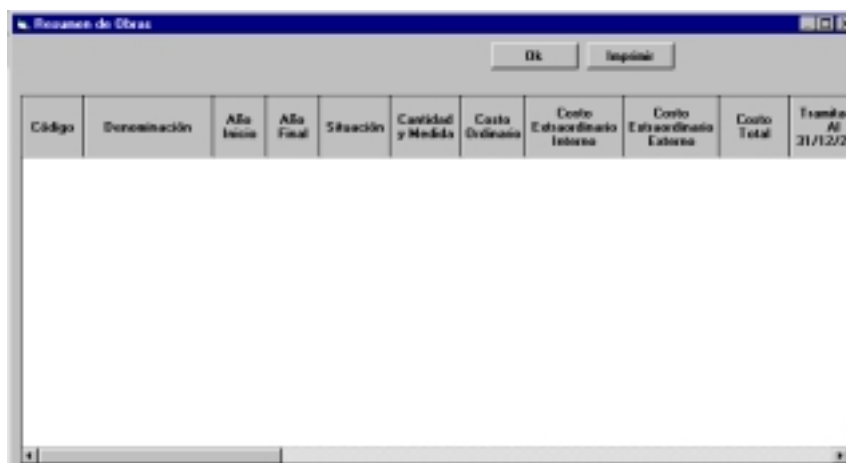 Resumen de Obras
Ok Imprimir
Código Denominación Año Inicio Año Final Situación Cantidad y Medida Costo Ordinario Costo Extraordinario Interno Costo Extraordinario Externo Costo Total Al